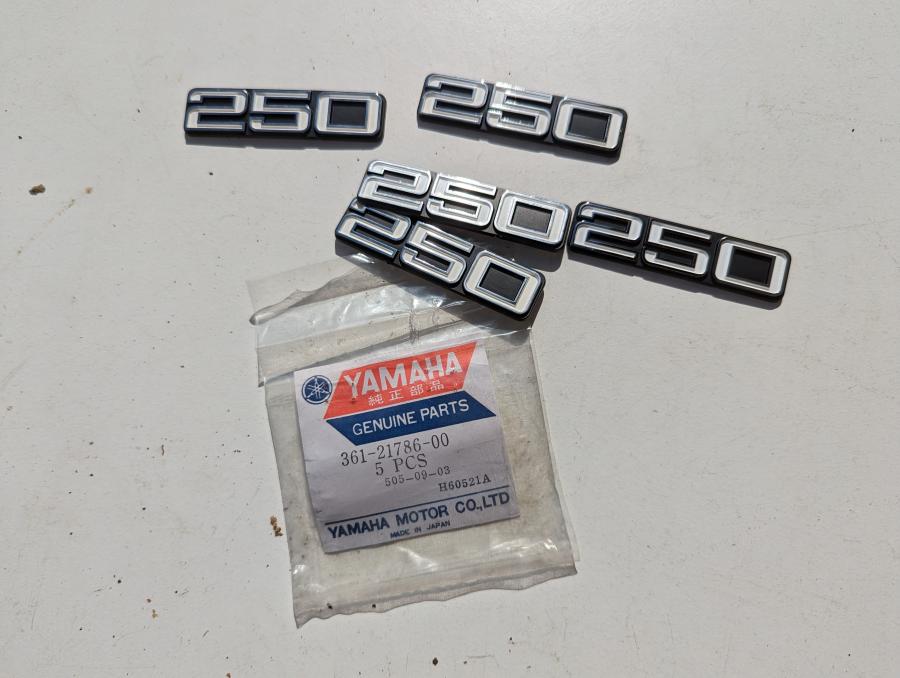 250
250
250
250
250
YAMAHA
純正部品
GENUINE PARTS
361-21786-00
5 PCS
505-09-03
H60521A
YAMAHA MOTOR CO.,LTD
MADE IN JAPAN